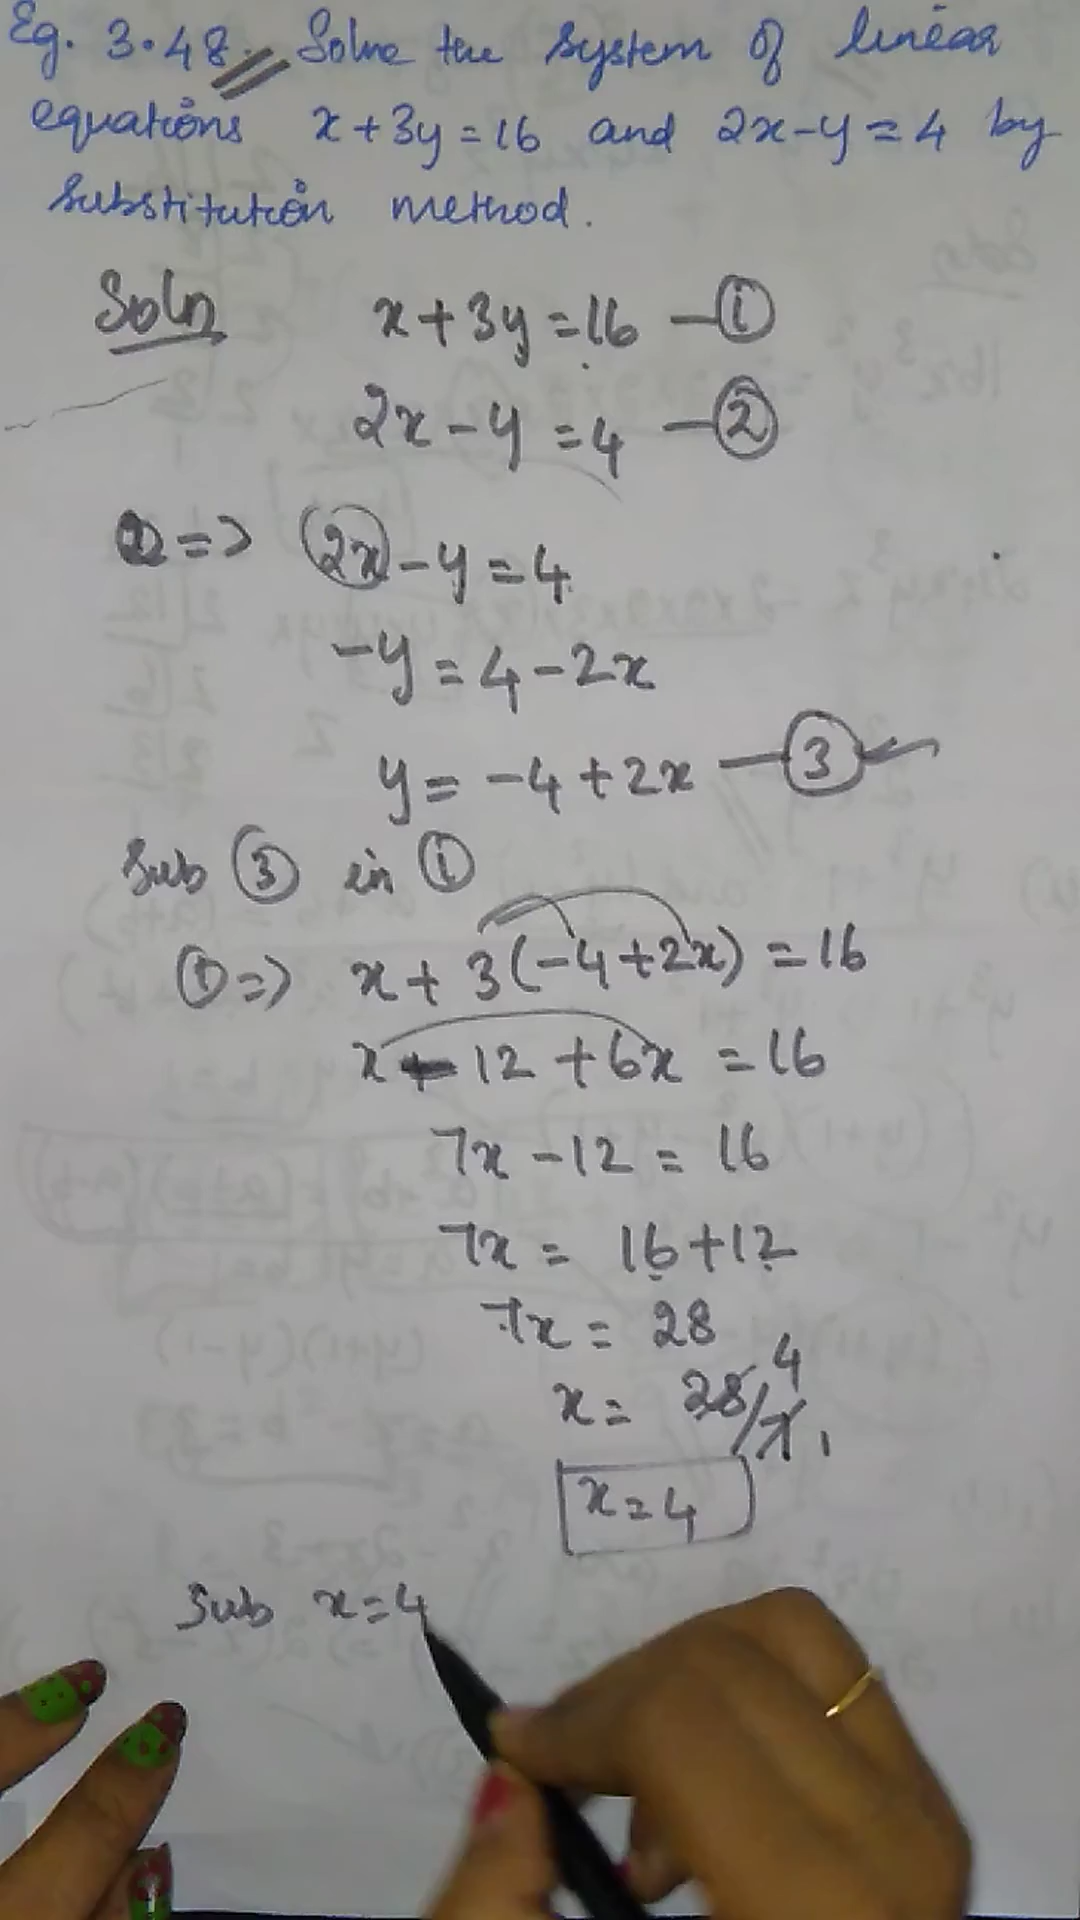 Eg. 3.48. Solve the system of linear
equations x+3y=16 and 2x-y=4 by
substitution method.
Soln x+3y=16 —①
2x-y=4 —②
2=> 2x-y=4
-y=4-2x
y=-4+2x —③
Sub ③ in ①
①=> x+3(-4+2x)=16
x-12+6x=16
7x-12=16
7x=16+12
7x=28
x=28/7 4 1
x=4
Sub x=4